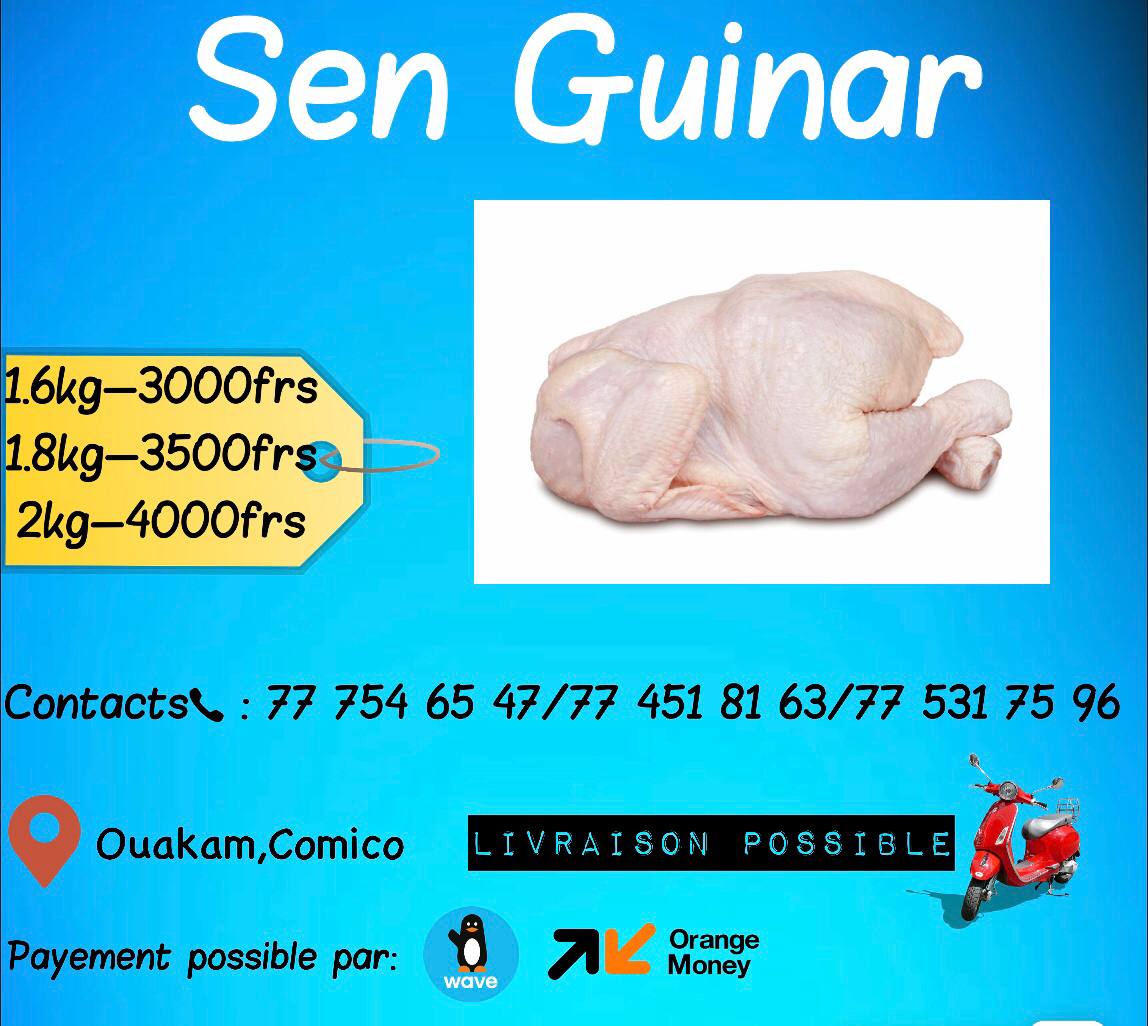 Sen Guinar
1.6kg—3000frs
1.8kg—3500frs
2kg—4000frs
Contacts : 77 754 65 47/77 451 81 63/77 531 75 96
Ouakam,Comico
LIVRAISON POSSIBLE
Payement possible par:
wave
Orange
Money